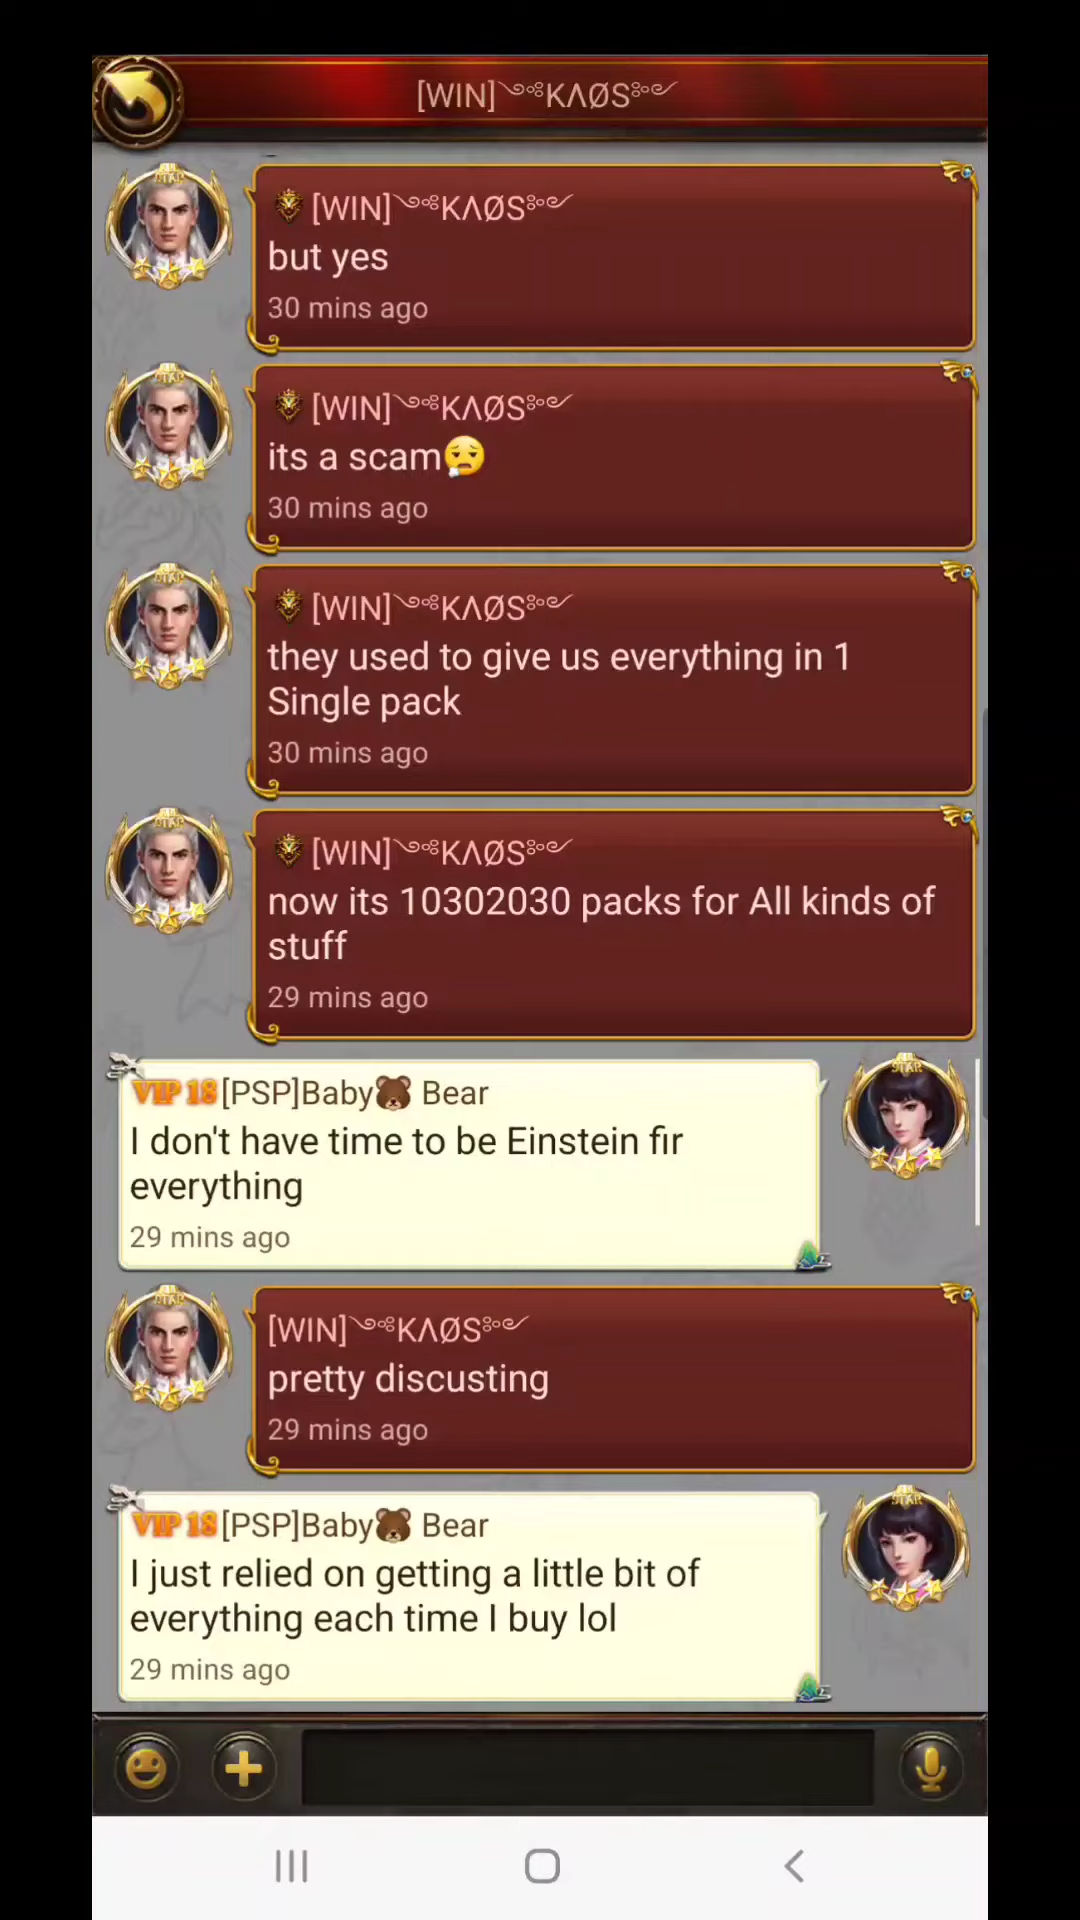 [WIN]༺KΛØS༻
[WIN]༺KΛØS༻
but yes
30 mins ago
[WIN]༺KΛØS༻
its a scam😮‍💨
30 mins ago
[WIN]༺KΛØS༻
they used to give us everything in 1
Single pack
30 mins ago
[WIN]༺KΛØS༻
now its 10302030 packs for All kinds of
stuff
29 mins ago
VIP 18 [PSP]Baby🐻 Bear
I don't have time to be Einstein fir
everything
29 mins ago
[WIN]༺KΛØS༻
pretty discusting
29 mins ago
VIP 18 [PSP]Baby🐻 Bear
I just relied on getting a little bit of
everything each time I buy lol
29 mins ago